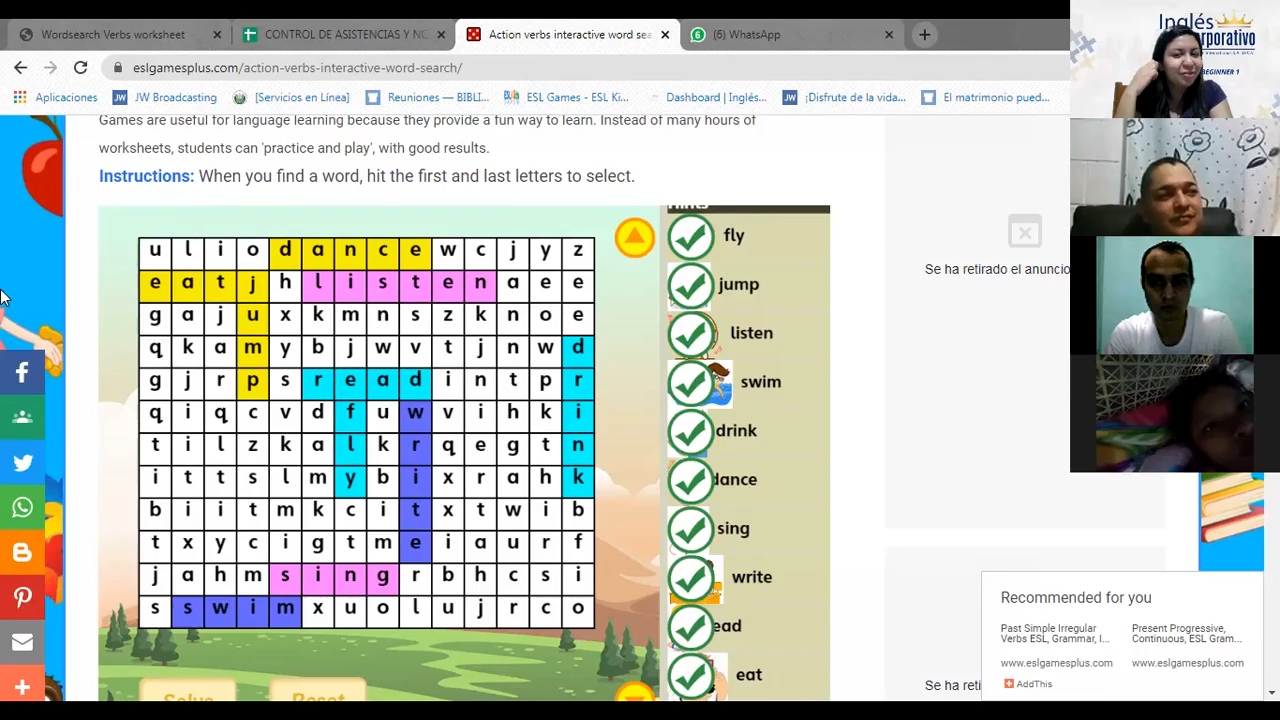 Wordsearch Verbs worksheet
CONTROL DE ASISTENCIAS Y N
Action verbs interactive word sea
(6) WhatsApp
eslgamesplus.com/action-verbs-interactive-word-search/
Aplicaciones
JW Broadcasting
[Servicios en Línea]
Reuniones — BIBLI...
ESL Games - ESL Ki...
Dashboard | Inglés...
¡Disfrute de la vida...
El matrimonio pued...
Inglés
rporativo
BEGINNER 1
Games are useful for language learning because they provide a fun way to learn. Instead of many hours of
worksheets, students can 'practice and play', with good results.
Instructions: When you find a word, hit the first and last letters to select.
Hints
u l i o d a n c e w c j y z
e a t j h l i s t e n a e e
g a j u x k m n s z k n o e
q k a m y b j w v t j n w d
g j r p s r e a d i n t p r
q i q c v d f u w v i h k i
t i l z k a l k r q e g t n
i t t s l m y b i x r a h k
b i i t m k c i t x t w i b
t x y c i g t m e i a u r f
j a h m s i n g r b h c s i
s s w i m x u o l u j r c o
fly
jump
listen
swim
drink
dance
sing
write
ead
eat
Solve
Reset
Se ha retirado el anuncio
Se ha reti
Recommended for you
Past Simple Irregular
Verbs ESL, Grammar, I...
www.eslgamesplus.com
Present Progressive,
Continuous, ESL Gram...
www.eslgamesplus.com
AddThis